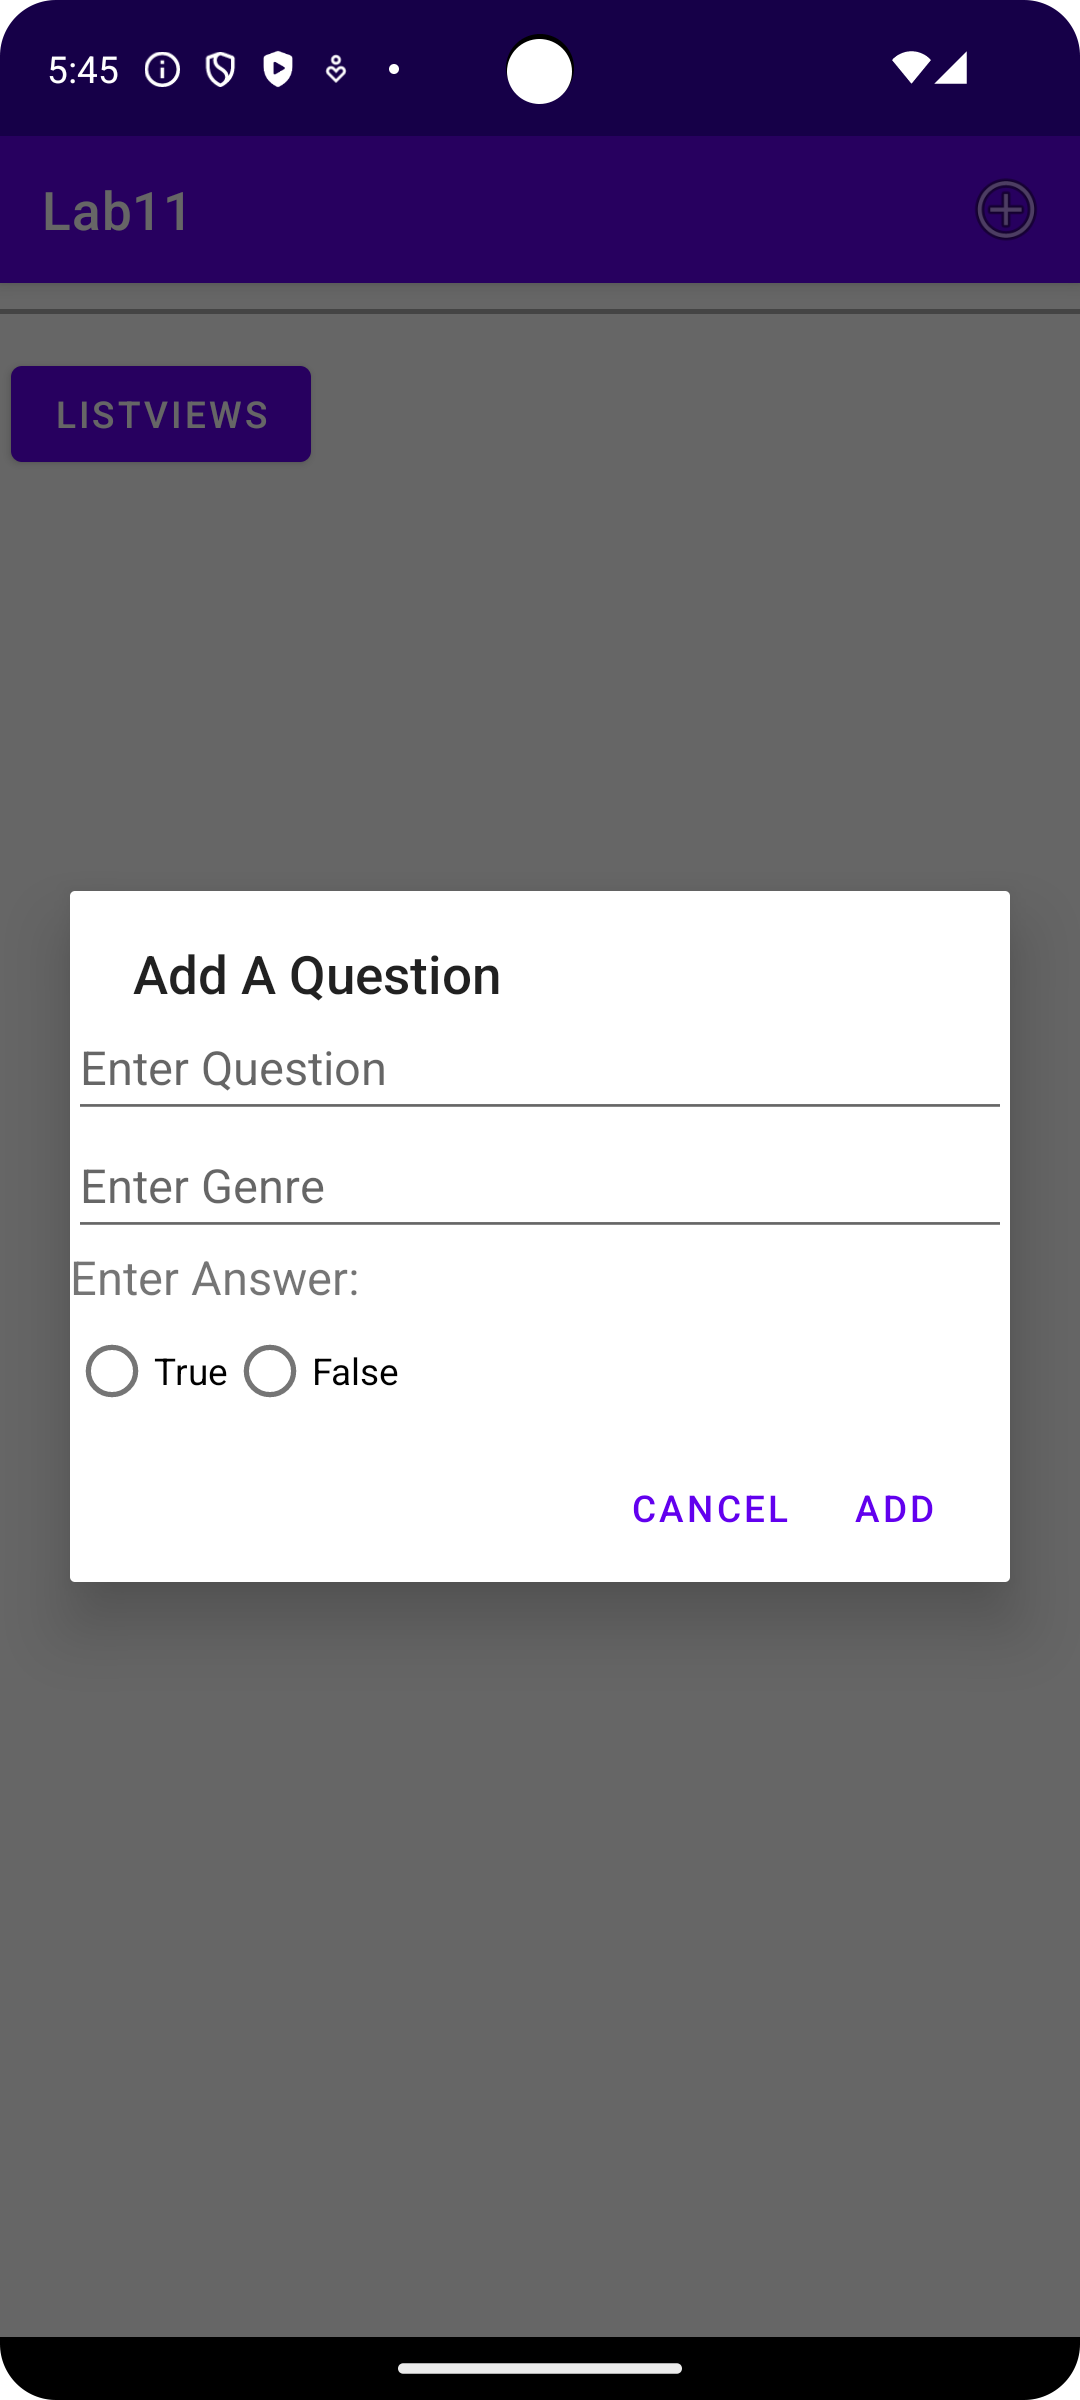 5:45
Lab11
LISTVIEWS
Add A Question
Enter Question
Enter Genre
Enter Answer:
True False
CANCEL ADD